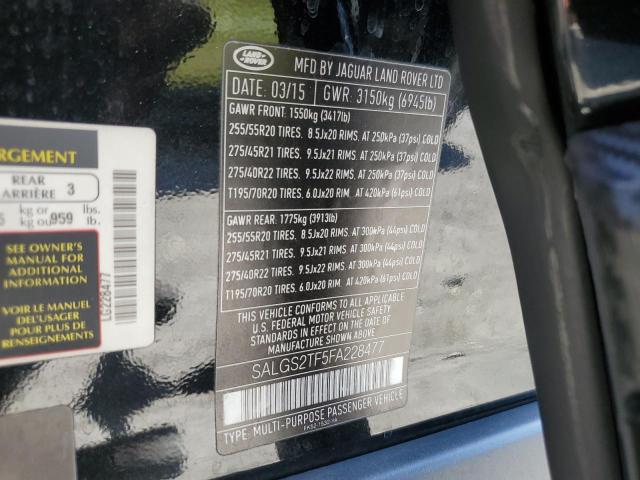 LAND-
ROVER
MFD BY JAGUAR LAND ROVER LTD
DATE: 03/15 GWR: 3150kg (6945lb)
GAWR FRONT: 1550kg (3417lb)
255/55R20 TIRES. 8.5Jx20 RIMS. AT 250kPa (37psi) COLD
275/45R21 TIRES. 9.5Jx21 RIMS. AT 250kPa (37psi) COLD
275/40R22 TIRES. 9.5Jx22 RIMS. AT 250kPa (37psi) COLD
T195/70R20 TIRES. 6.0Jx20 RIM. AT 420kPa (61psi) COLD
GAWR REAR: 1775kg (3913lb)
255/55R20 TIRES. 8.5Jx20 RIMS. AT 300kPa (44psi) COLD
275/45R21 TIRES. 9.5Jx21 RIMS. AT 300kPa (44psi) COLD
275/40R22 TIRES. 9.5Jx22 RIMS. AT 300kPa (44psi) COLD
T195/70R20 TIRES. 6.0Jx20 RIM. AT 420kPa (61psi) COLD
THIS VEHICLE CONFORMS TO ALL APPLICABLE
U.S. FEDERAL MOTOR VEHICLE SAFETY
STANDARDS IN EFFECT ON THE DATE OF
MANUFACTURE SHOWN ABOVE.
SALGS2TF5FA228477
TYPE: MULTI-PURPOSE PASSENGER VEHICLE
RGEMENT
REAR 3
ARRIÈRE
kg or 959 lbs.
kg ou lb.
SEE OWNER'S
MANUAL FOR
ADDITIONAL
INFORMATION
VOIR LE MANUEL
DE L'USAGER
POUR PLUS DE
RENSEIGNEMENTS
LG228477